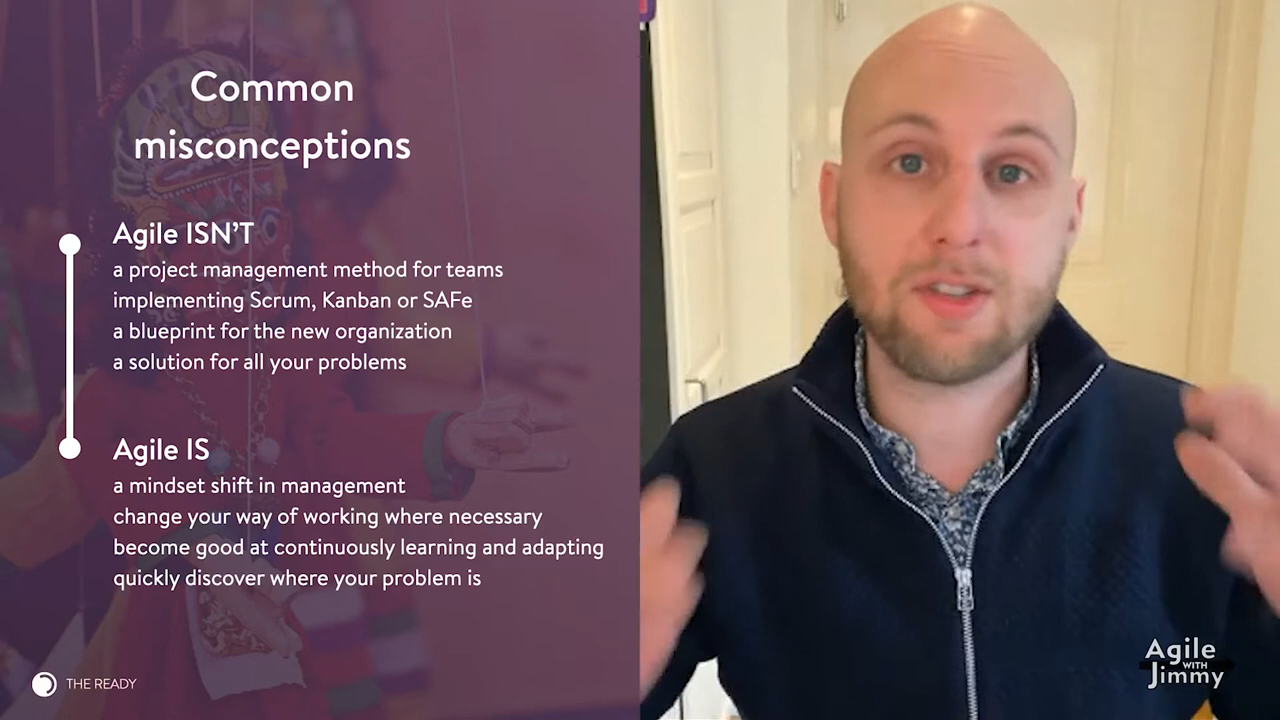 Common
misconceptions
Agile ISN'T
a project management method for teams
implementing Scrum, Kanban or SAFe
a blueprint for the new organization
a solution for all your problems
Agile IS
a mindset shift in management
change your way of working where necessary
become good at continuously learning and adapting
quickly discover where your problem is
THE READY
Agile
WITH
Jimmy